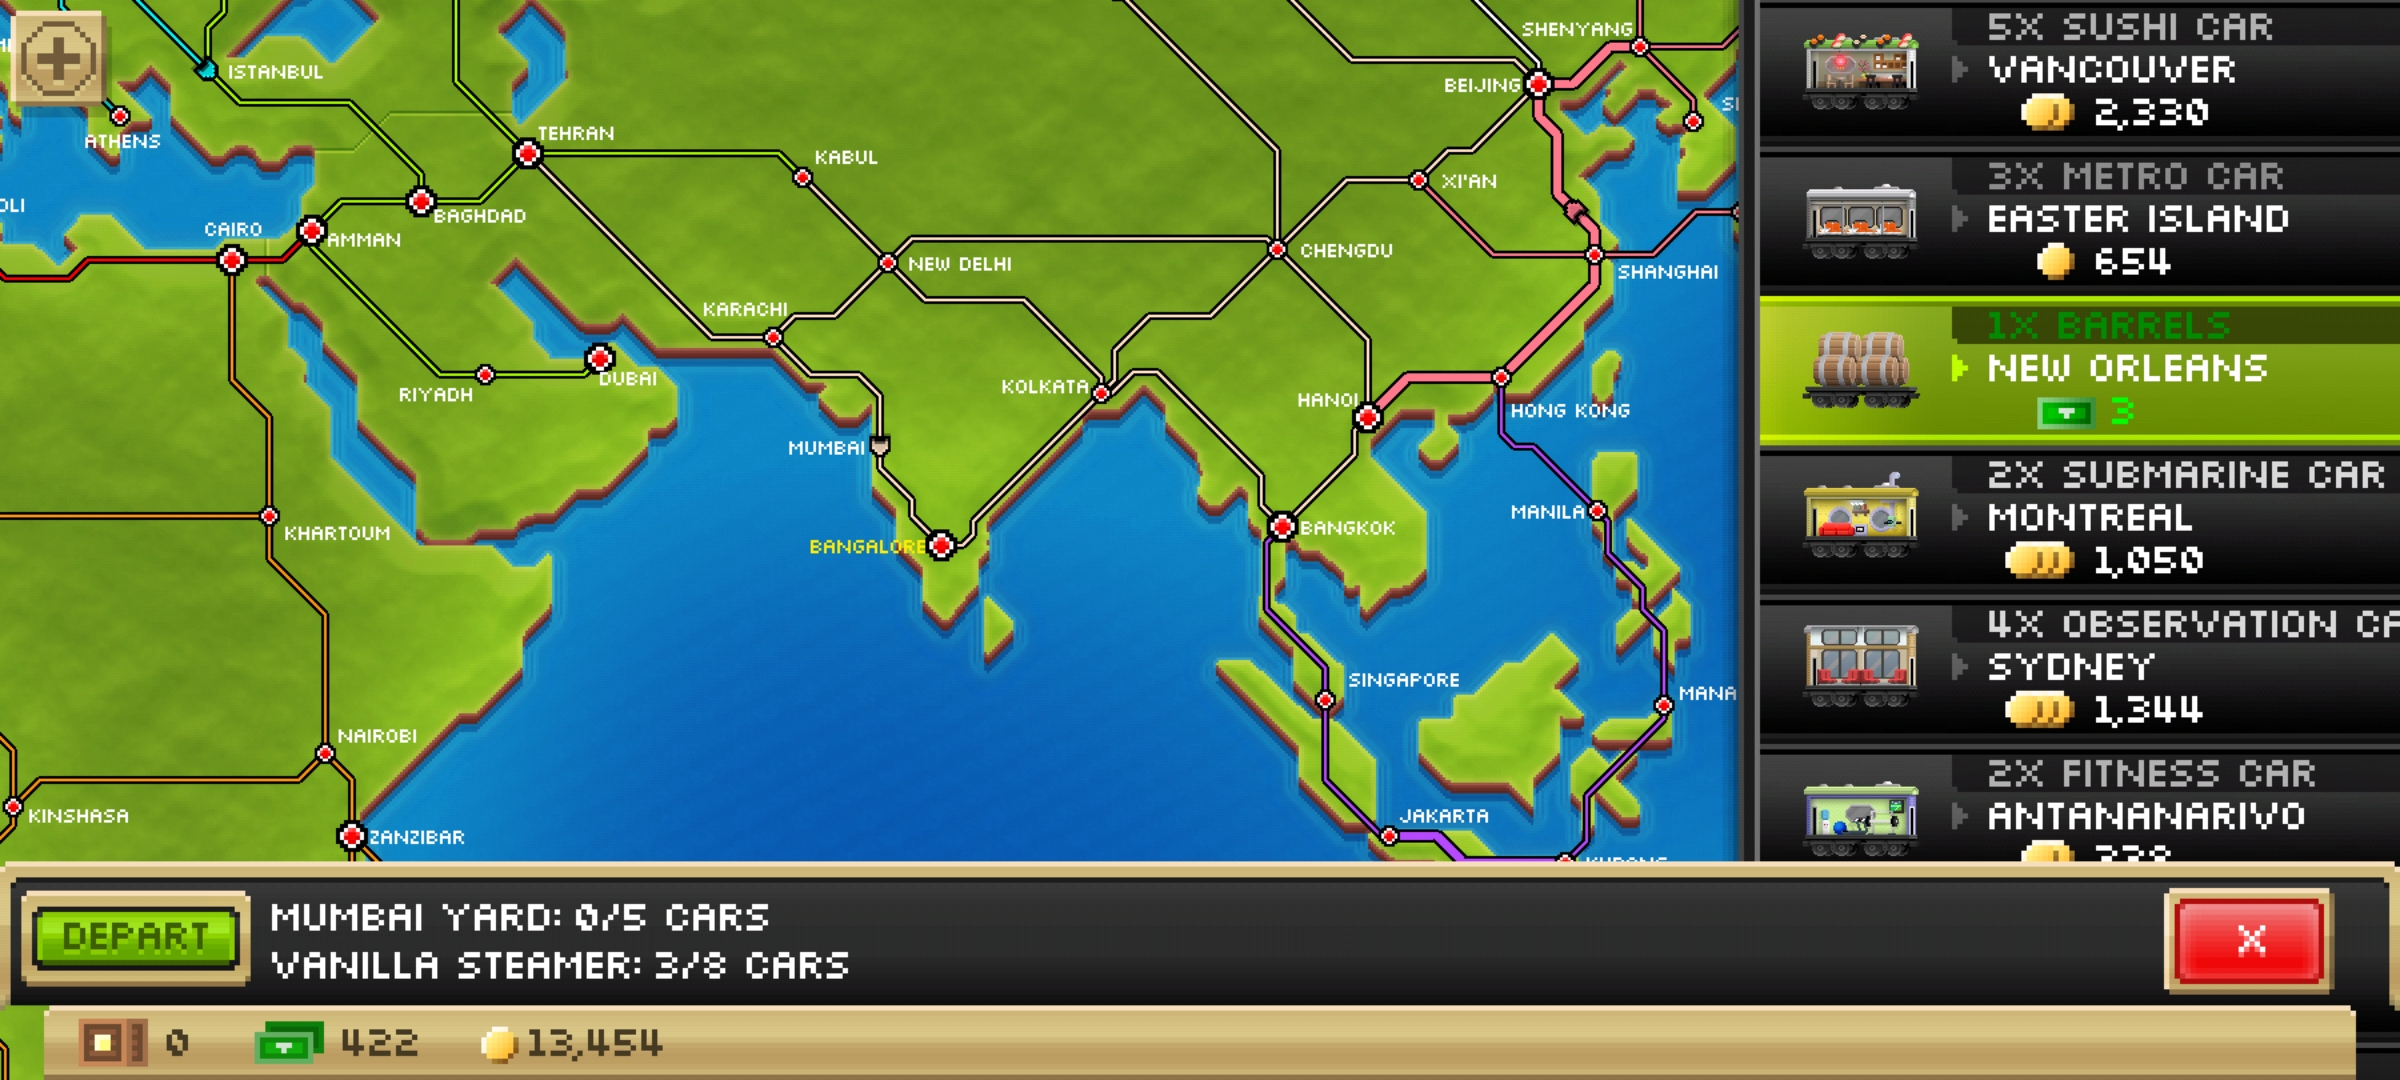 SHENYANG
BEIJING
ISTANBUL
ATHENS
TEHRAN
KABUL
XI'AN
BAGHDAD
CAIRO
AMMAN
NEW DELHI
CHENGDU
SHANGHAI
KARACHI
RIYADH
DUBAI
KOLKATA
HANOI
HONG KONG
MUMBAI
MANILA
KHARTOUM
BANGALORE
BANGKOK
SINGAPORE
MANA
NAIROBI
KINSHASA
ZANZIBAR
JAKARTA
5X SUSHI CAR
VANCOUVER
2,330
3X METRO CAR
EASTER ISLAND
654
1X BARRELS
NEW ORLEANS
3
2X SUBMARINE CAR
MONTREAL
1,050
4X OBSERVATION CA
SYDNEY
1,344
2X FITNESS CAR
ANTANANARIVO
DEPART
MUMBAI YARD: 0/5 CARS
VANILLA STEAMER: 3/8 CARS
X
0
422
13,454